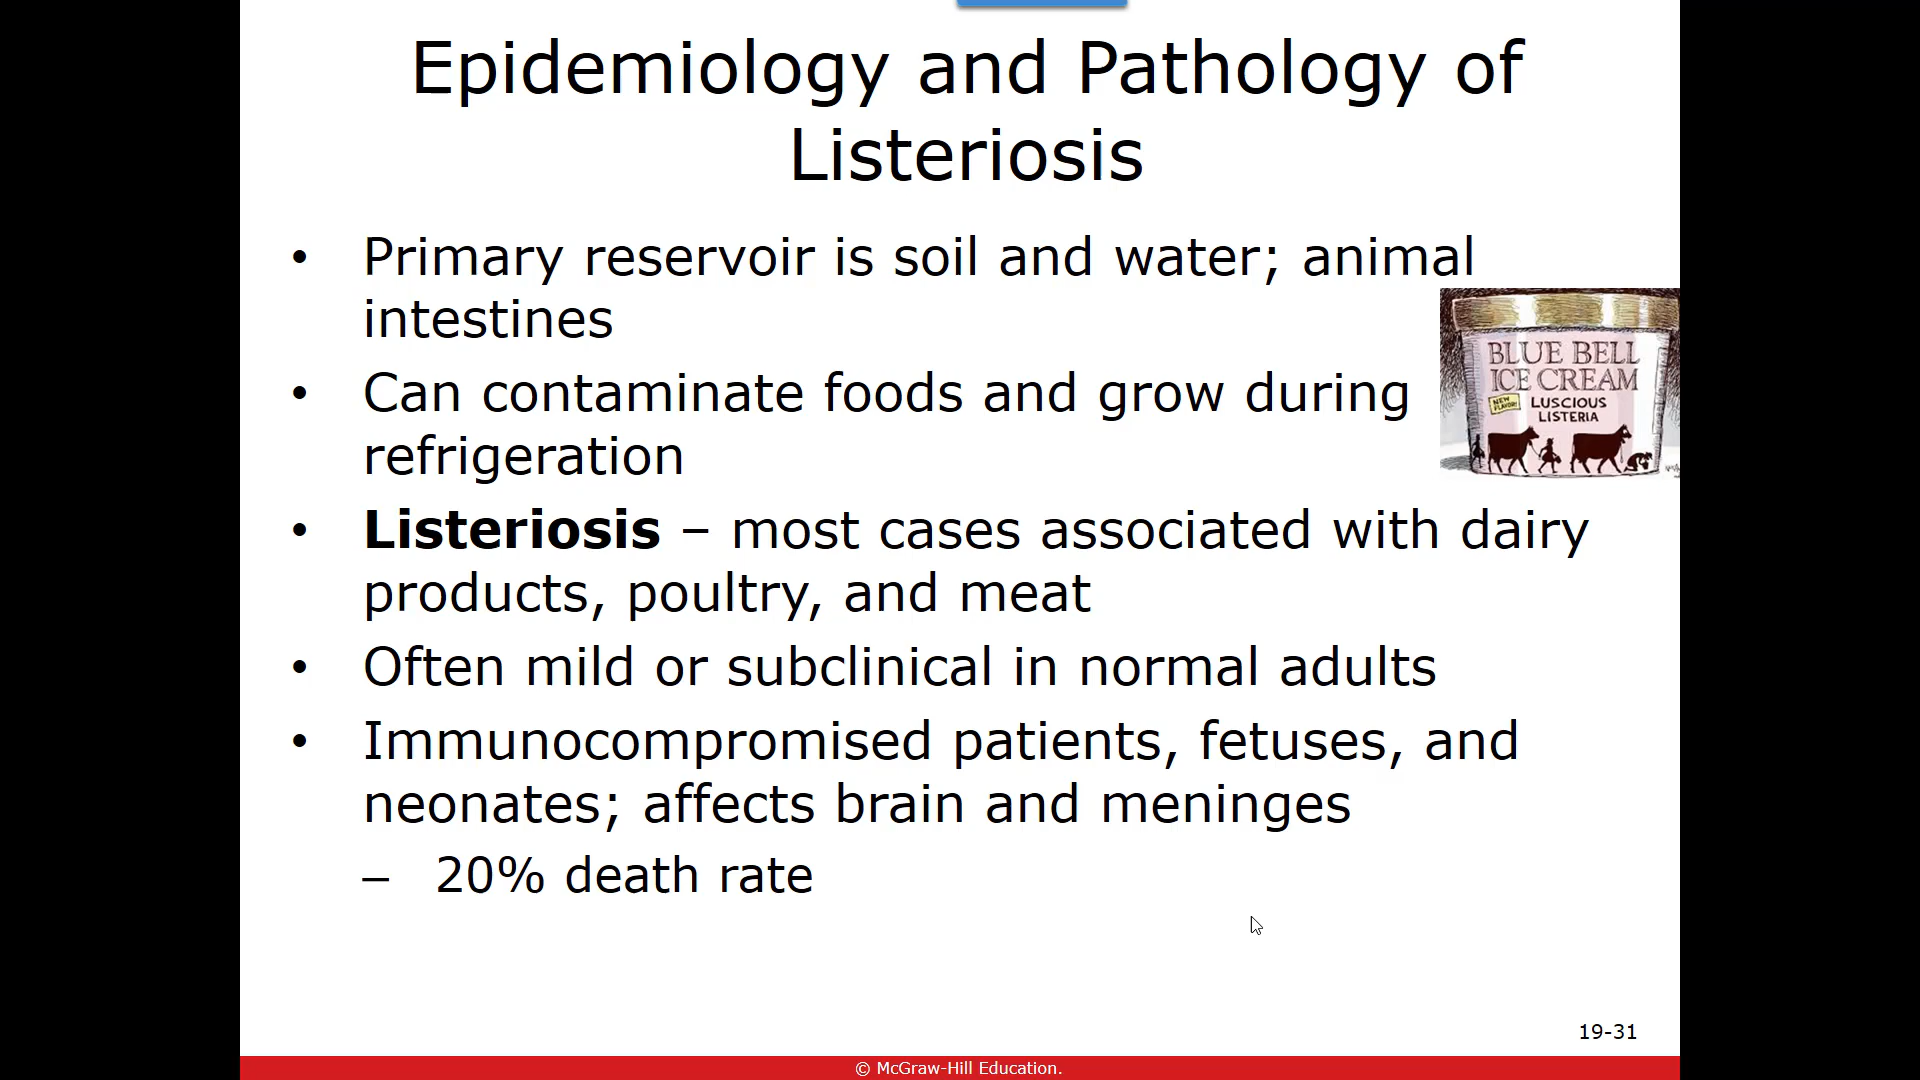 Epidemiology and Pathology of
Listeriosis
• Primary reservoir is soil and water; animal
intestines
• Can contaminate foods and grow during
refrigeration
• Listeriosis – most cases associated with dairy
products, poultry, and meat
• Often mild or subclinical in normal adults
• Immunocompromised patients, fetuses, and
neonates; affects brain and meninges
– 20% death rate
BLUE BELL
ICE CREAM
NEW FLAVOR!
LUSCIOUS
LISTERIA
19-31
© McGraw-Hill Education.